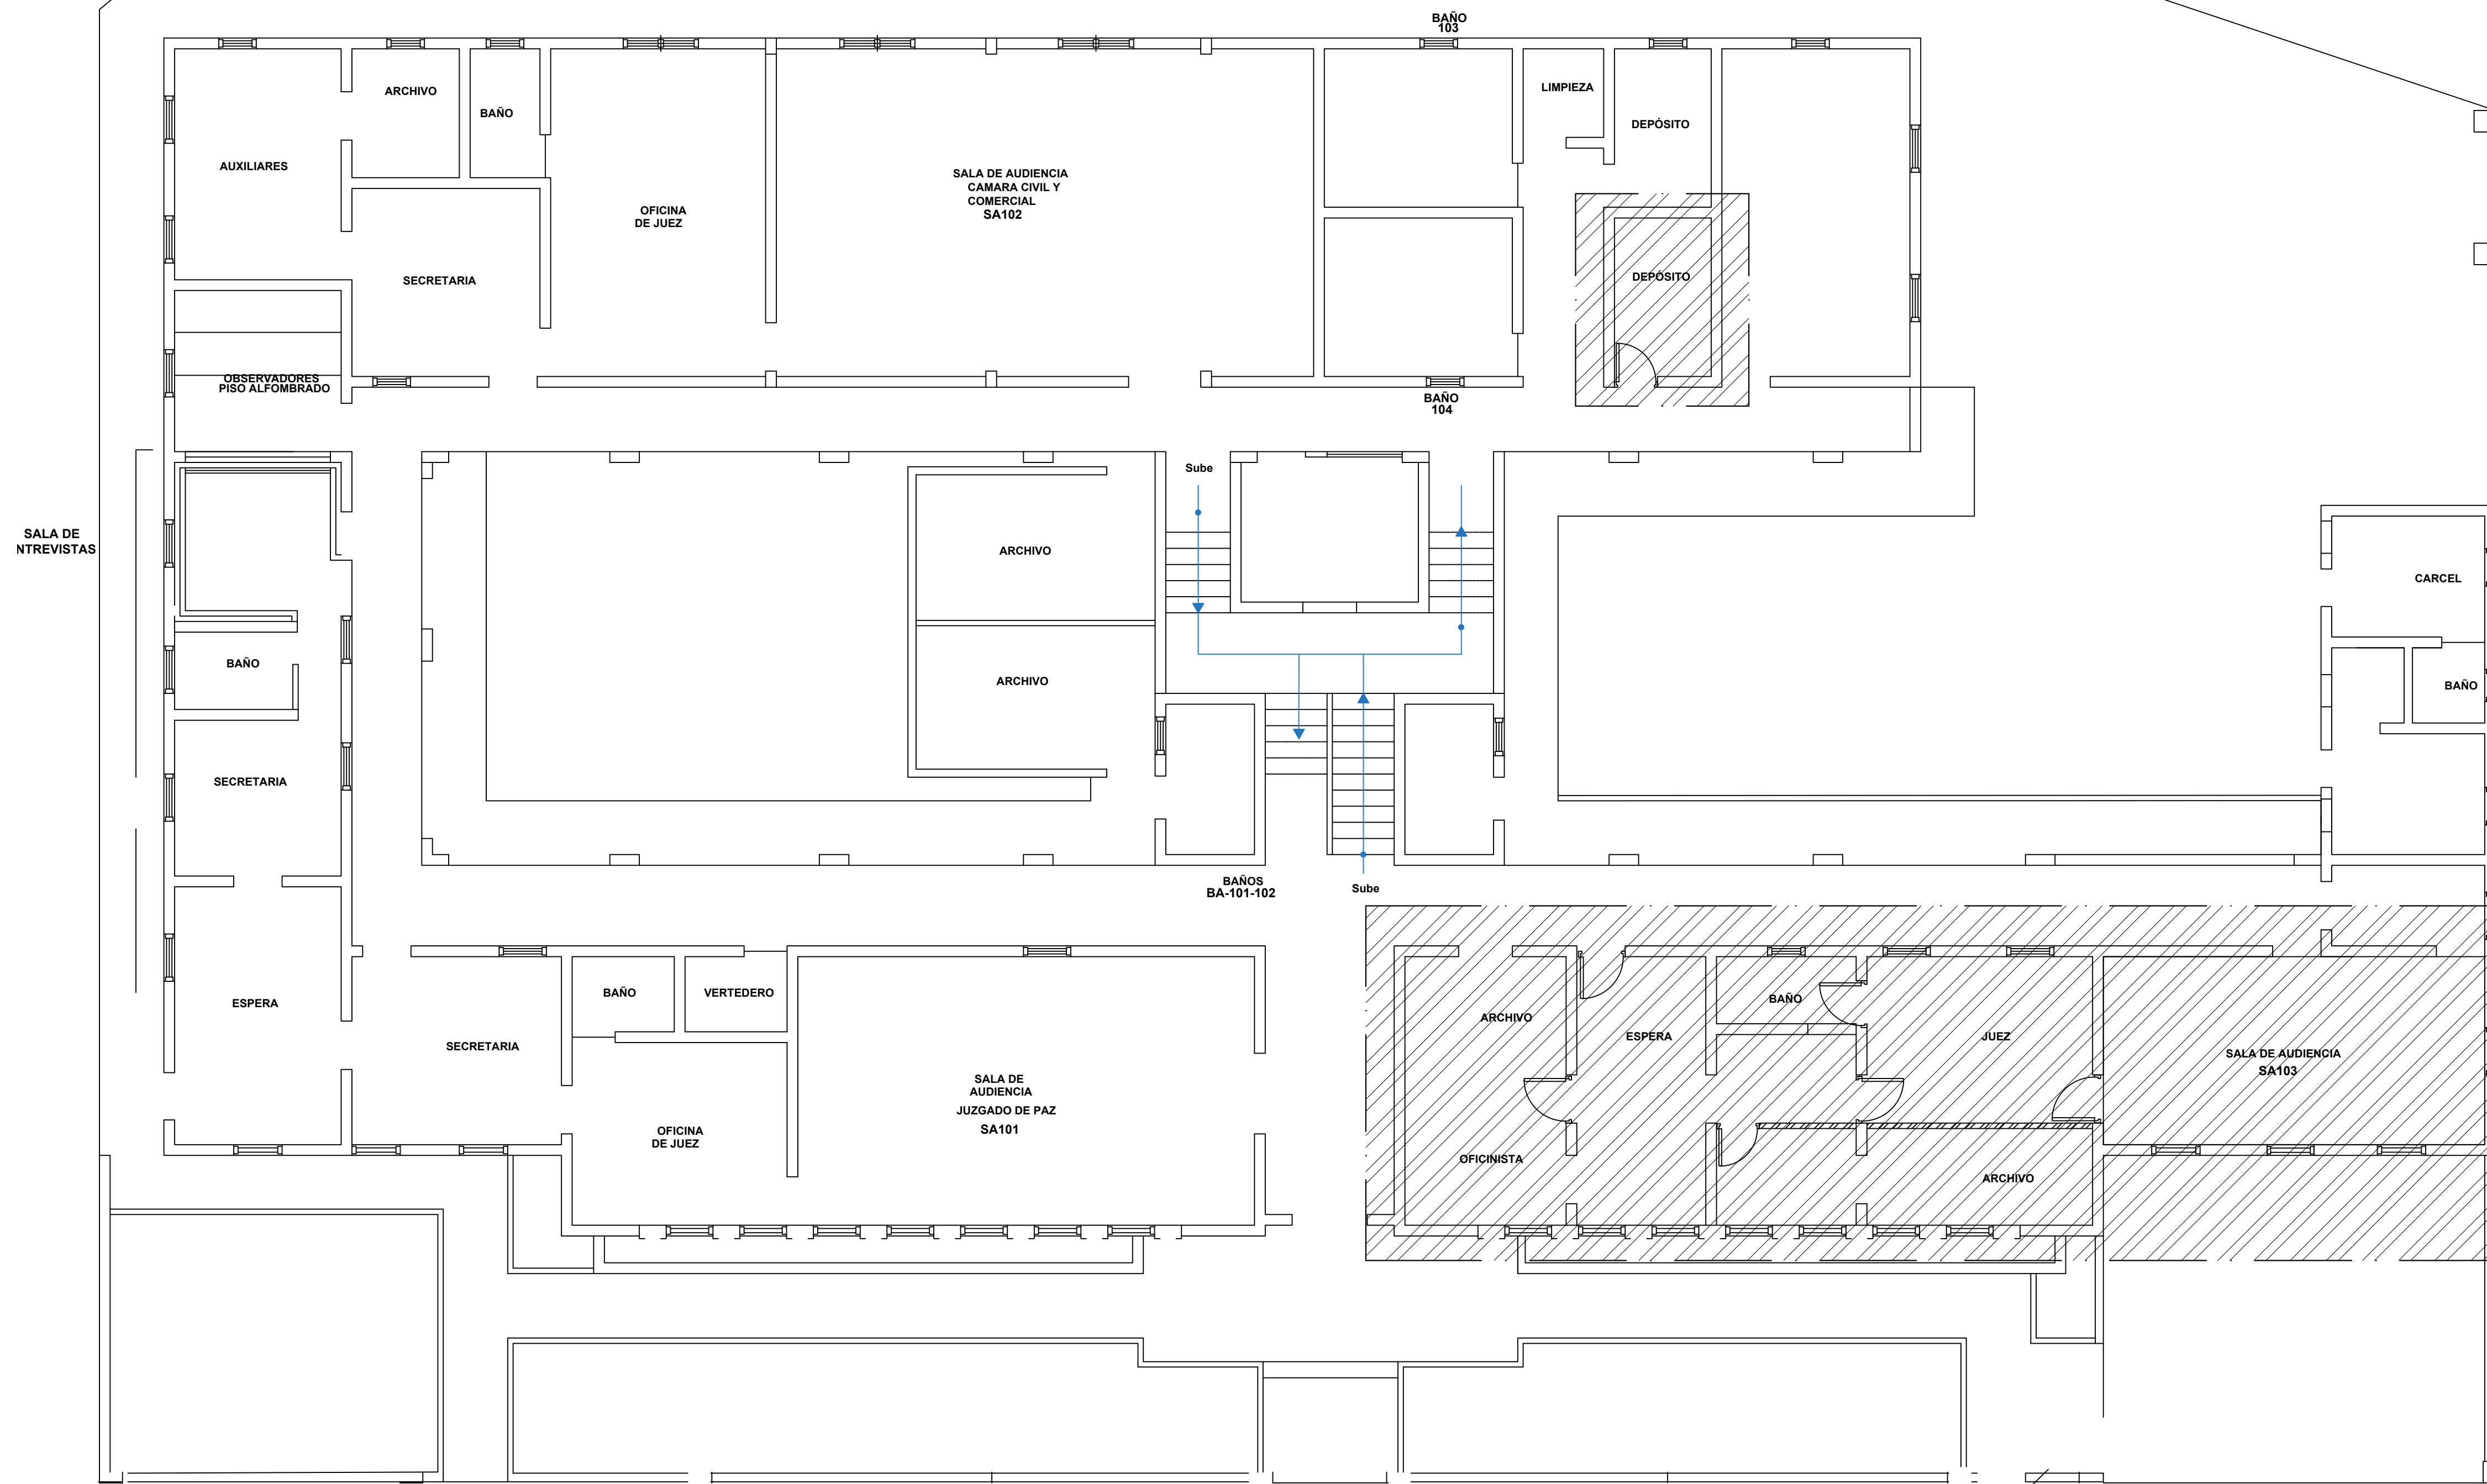 BAÑO
103
LIMPIEZA
ARCHIVO
BAÑO
DEPÓSITO
AUXILIARES
SALA DE AUDIENCIA
CAMARA CIVIL Y
COMERCIAL
SA102
OFICINA
DE JUEZ
SECRETARIA
DEPÓSITO
OBSERVADORES
PISO ALFOMBRADO
BAÑO
104
Sube
SALA DE
NTREVISTAS
ARCHIVO
CARCEL
BAÑO
ARCHIVO
BAÑO
SECRETARIA
BAÑOS
BA-101-102
Sube
ESPERA
BAÑO
VERTEDERO
SECRETARIA
SALA DE
AUDIENCIA
JUZGADO DE PAZ
SA101
OFICINA
DE JUEZ
ARCHIVO
ESPERA
BAÑO
JUEZ
SALA DE AUDIENCIA
SA103
OFICINISTA
ARCHIVO